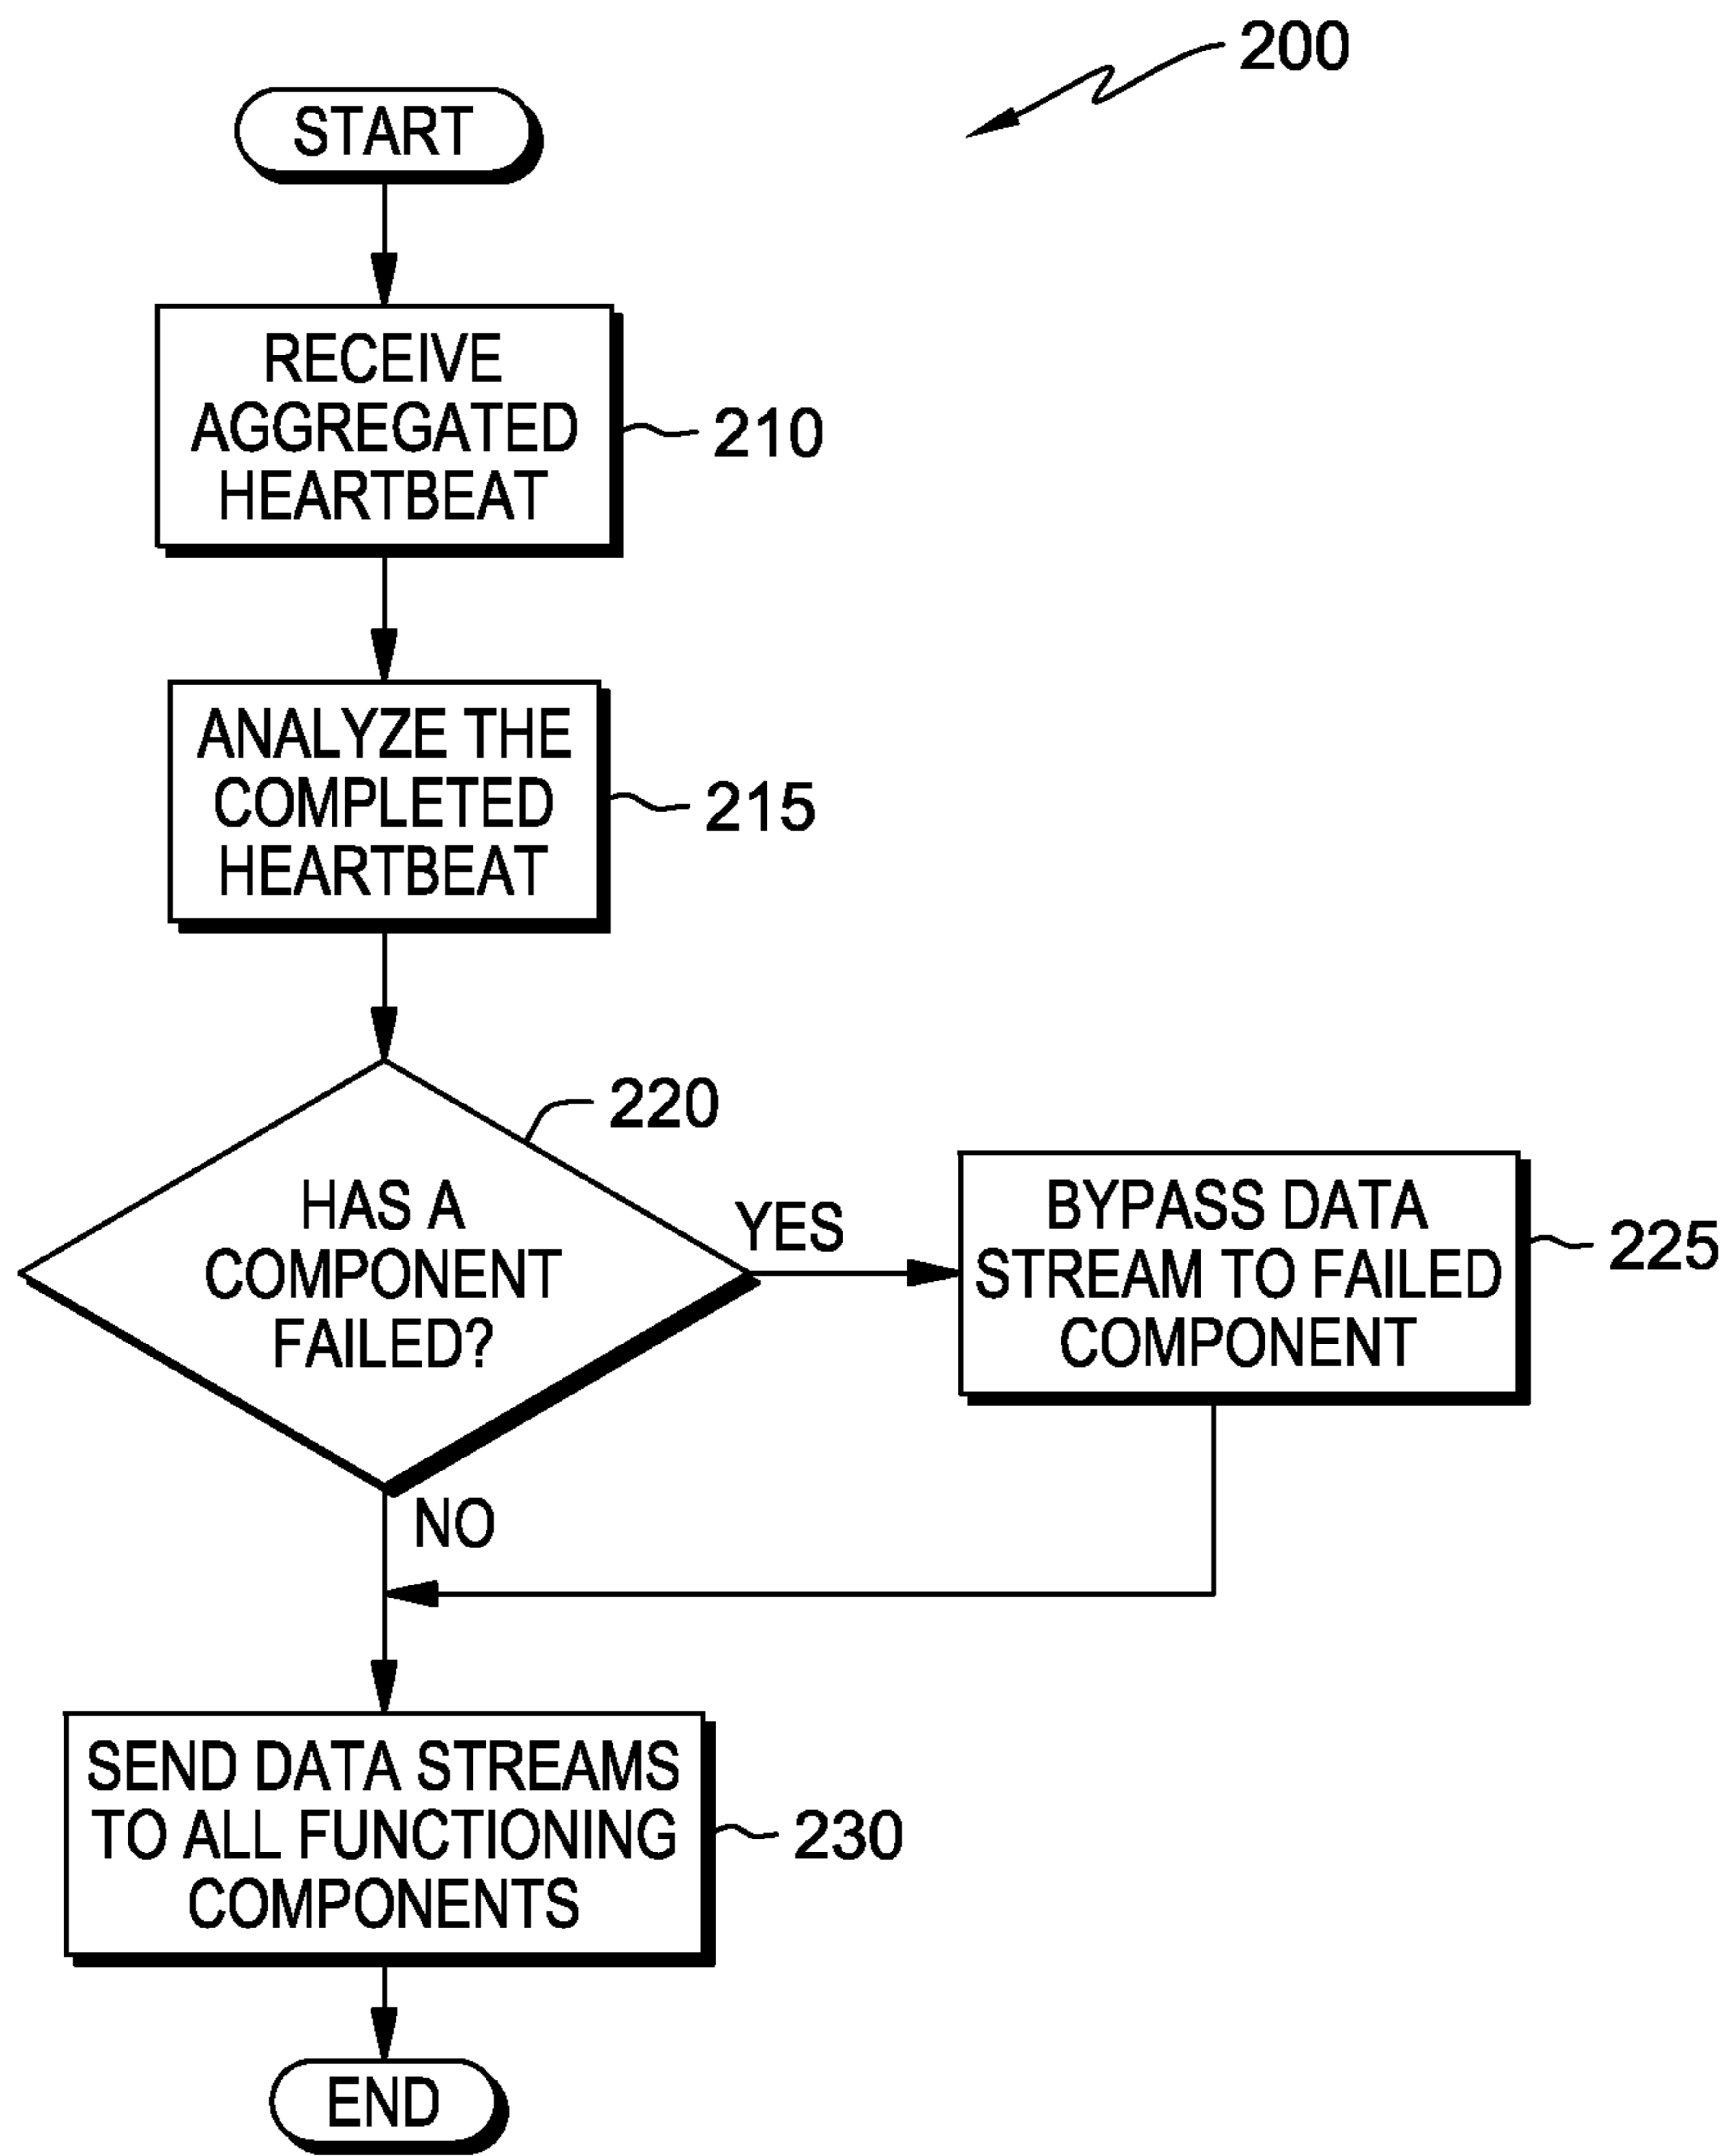 200
START
RECEIVE
AGGREGATED
HEARTBEAT
210
ANALYZE THE
COMPLETED
HEARTBEAT
215
220
HAS A
COMPONENT
FAILED?
YES
BYPASS DATA
STREAM TO FAILED
COMPONENT
225
NO
SEND DATA STREAMS
TO ALL FUNCTIONING
COMPONENTS
230
END